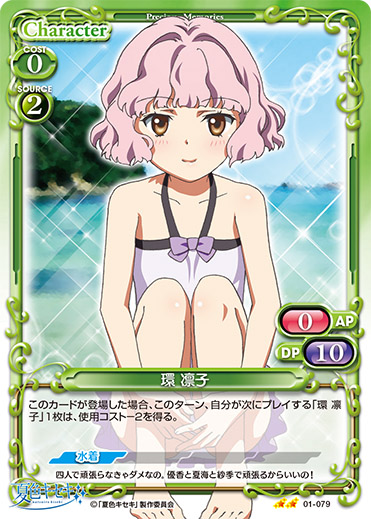 Precious Memories
Character
COST
0
SOURCE
2
0 AP
DP 10
環 凛子
このカードが登場した場合、このターン、自分が次にプレイする「環 凛
子」1枚は、使用コスト－2を得る。
水着
四人で頑張らなきゃダメなの。優香と夏海と紗季で頑張るからいいの!
夏色キセキ
©「夏色キセキ」製作委員会
01-079